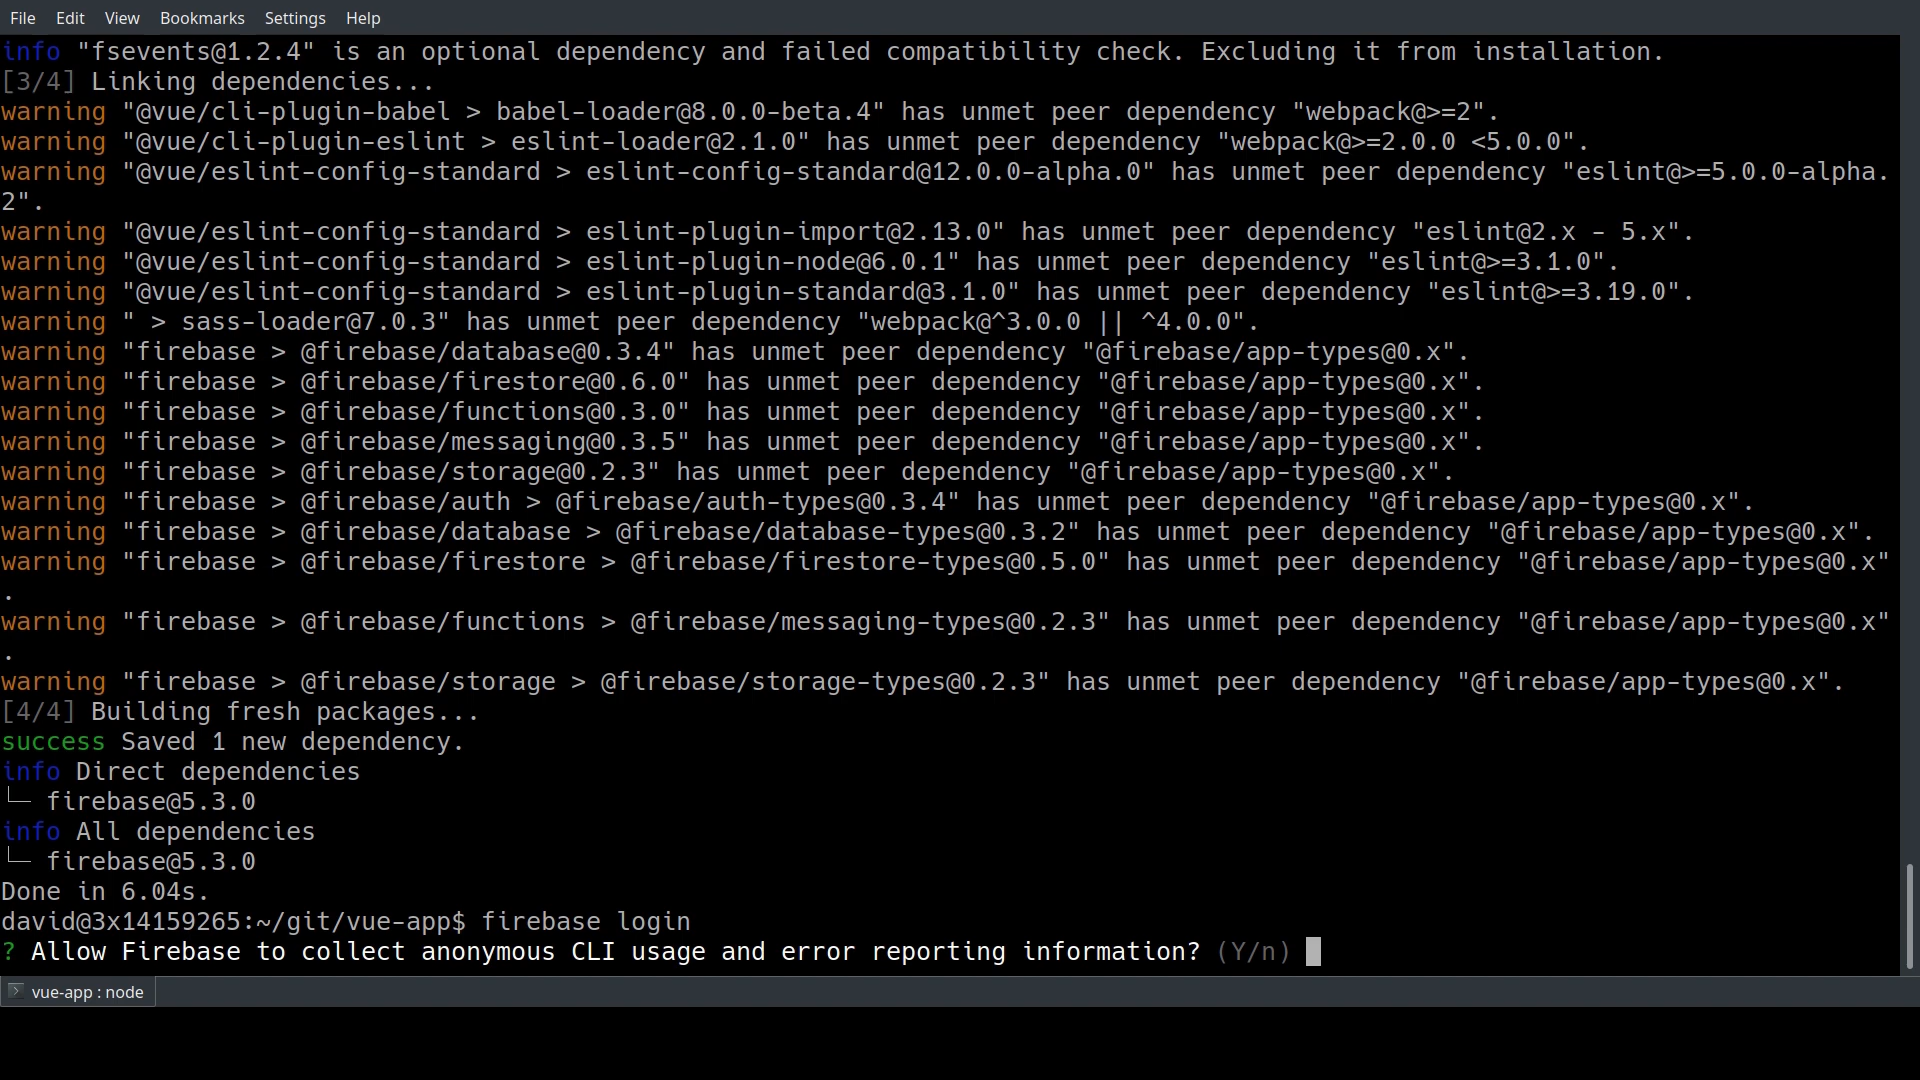 File Edit View Bookmarks Settings Help
info "fsevents@1.2.4" is an optional dependency and failed compatibility check. Excluding it from installation.
[3/4] Linking dependencies...
warning "@vue/cli-plugin-babel > babel-loader@8.0.0-beta.4" has unmet peer dependency "webpack@>=2".
warning "@vue/cli-plugin-eslint > eslint-loader@2.1.0" has unmet peer dependency "webpack@>=2.0.0 <5.0.0".
warning "@vue/eslint-config-standard > eslint-config-standard@12.0.0-alpha.0" has unmet peer dependency "eslint@>=5.0.0-alpha.
2".
warning "@vue/eslint-config-standard > eslint-plugin-import@2.13.0" has unmet peer dependency "eslint@2.x - 5.x".
warning "@vue/eslint-config-standard > eslint-plugin-node@6.0.1" has unmet peer dependency "eslint@>=3.1.0".
warning "@vue/eslint-config-standard > eslint-plugin-standard@3.1.0" has unmet peer dependency "eslint@>=3.19.0".
warning " > sass-loader@7.0.3" has unmet peer dependency "webpack@^3.0.0 || ^4.0.0".
warning "firebase > @firebase/database@0.3.4" has unmet peer dependency "@firebase/app-types@0.x".
warning "firebase > @firebase/firestore@0.6.0" has unmet peer dependency "@firebase/app-types@0.x".
warning "firebase > @firebase/functions@0.3.0" has unmet peer dependency "@firebase/app-types@0.x".
warning "firebase > @firebase/messaging@0.3.5" has unmet peer dependency "@firebase/app-types@0.x".
warning "firebase > @firebase/storage@0.2.3" has unmet peer dependency "@firebase/app-types@0.x".
warning "firebase > @firebase/auth > @firebase/auth-types@0.3.4" has unmet peer dependency "@firebase/app-types@0.x".
warning "firebase > @firebase/database > @firebase/database-types@0.3.2" has unmet peer dependency "@firebase/app-types@0.x".
warning "firebase > @firebase/firestore > @firebase/firestore-types@0.5.0" has unmet peer dependency "@firebase/app-types@0.x"
.
warning "firebase > @firebase/functions > @firebase/messaging-types@0.2.3" has unmet peer dependency "@firebase/app-types@0.x"
.
warning "firebase > @firebase/storage > @firebase/storage-types@0.2.3" has unmet peer dependency "@firebase/app-types@0.x".
[4/4] Building fresh packages...
success Saved 1 new dependency.
info Direct dependencies
└─ firebase@5.3.0
info All dependencies
└─ firebase@5.3.0
Done in 6.04s.
david@3x14159265:~/git/vue-app$ firebase login
? Allow Firebase to collect anonymous CLI usage and error reporting information? (Y/n)
vue-app : node